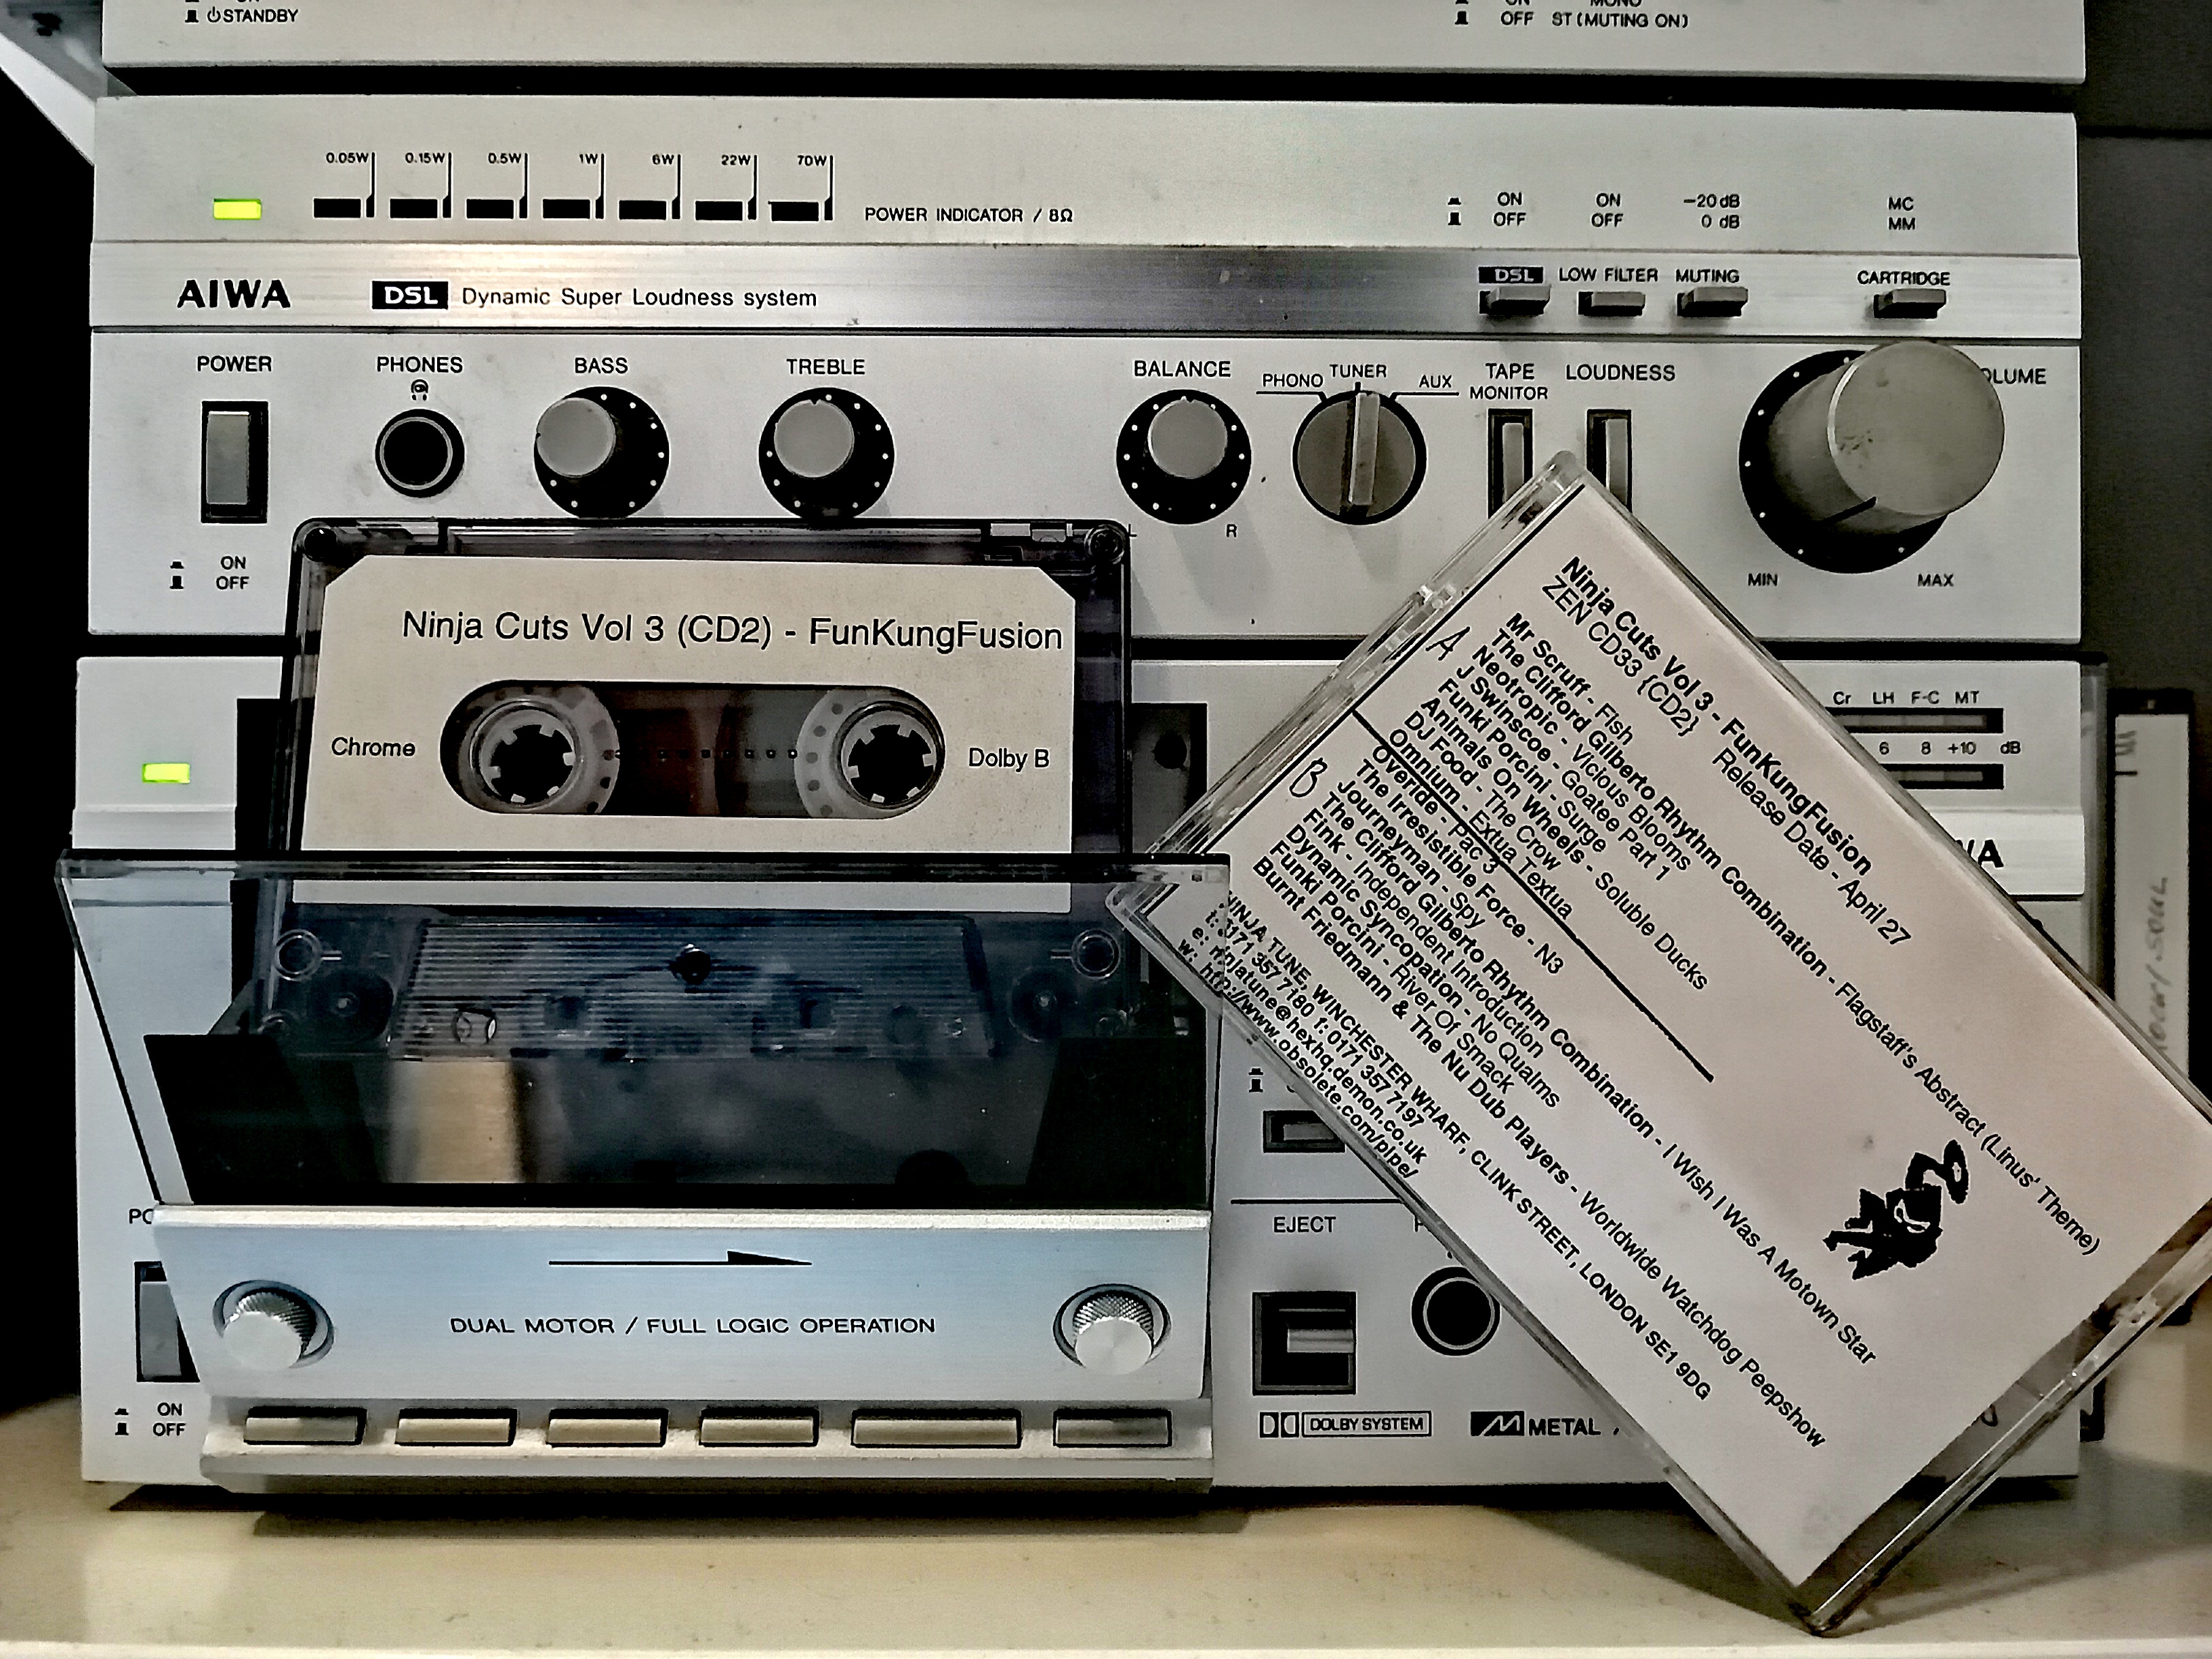 STANDBY
MONO
ON
OFF ST (MUTING ON)
0.05W 0.15W 0.5W 1W 6W 22W 70W
POWER INDICATOR / 8Ω
ON ON −20 dB MC
OFF OFF 0 dB MM
AIWA DSL Dynamic Super Loudness system
DSL LOW FILTER MUTING CARTRIDGE
POWER PHONES BASS TREBLE BALANCE
PHONO TUNER AUX
TAPE MONITOR
LOUDNESS
OLUME
L R
MIN MAX
ON
OFF
Ninja Cuts Vol 3 (CD2) - FunKungFusion
Chrome Dolby B
Cr LH F-C MT
6 8 +10 dB
WA
Ninja Cuts Vol 3 - FunKungFusion
ZEN CD33 {CD2} Release Date - April 27
A
Mr Scruff - Fish
The Clifford Gilberto Rhythm Combination - Flagstaff's Abstract (Linus' Theme)
Neotropic - Vicious Blooms
J Swinscoe - Goatee Part 1
Funki Porcini - Surge
Animals On Wheels - Soluble Ducks
DJ Food - The Crow
Omnium - Extua Textua
B
Overide - Pac 3
The Irresistible Force - N3
Journeyman - Spy
The Clifford Gilberto Rhythm Combination - I Wish I Was A Motown Star
Fink - Independent Introduction
Dynamic Syncopation - No Qualms
Funki Porcini - River Of Smack
Burnt Friedmann & The Nu Dub Players - Worldwide Watchdog Peepshow
NINJA TUNE, WINCHESTER WHARF, CLINK STREET, LONDON SE1 9DG
t: 0171 357 7180 f: 0171 357 7197
e: ninjatune@hexhq.demon.co.uk
w: http://www.obsolete.com/pipe/
PO
DUAL MOTOR / FULL LOGIC OPERATION
ON
OFF
EJECT
DOLBY SYSTEM
METAL